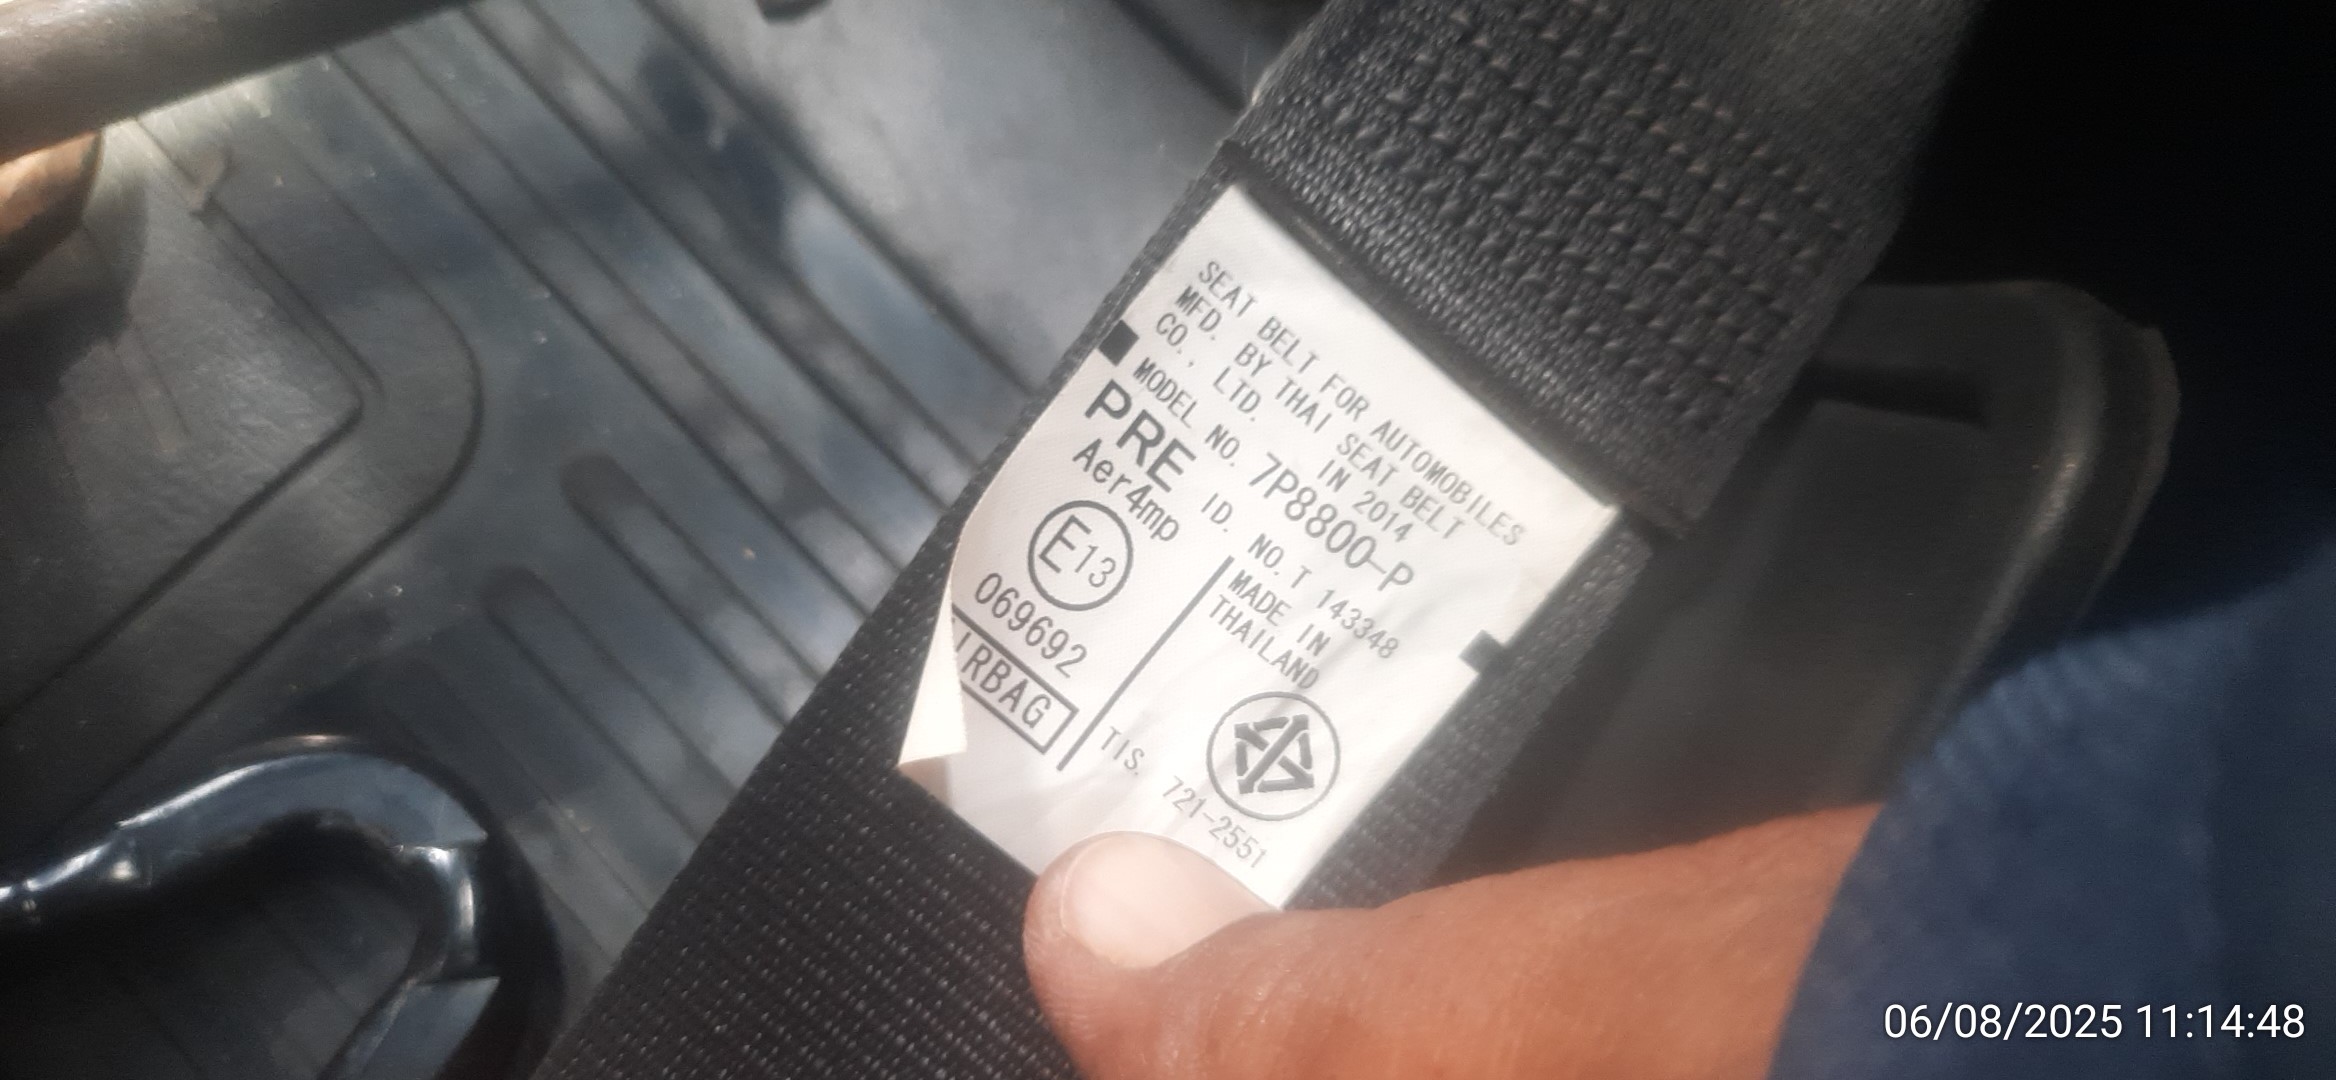 SEAT BELT FOR AUTOMOBILES
MFD. BY THAI SEAT BELT
CO., LTD. IN 2014
MODEL NO. 7P8800-P
PRE ID. NO. T 143348
Aer4mp
E13
069692
IRBAG
MADE IN
THAILAND
TIS. 721-2551
06/08/2025 11:14:48